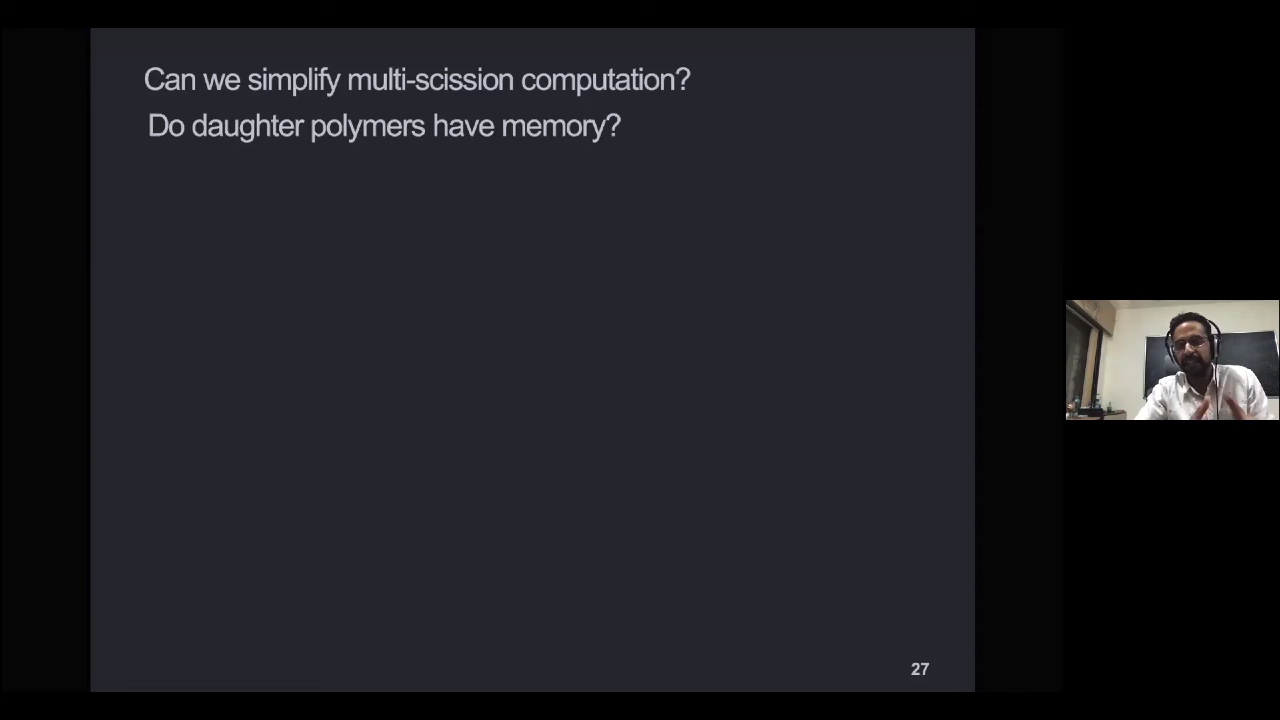 Can we simplify multi-scission computation?
Do daughter polymers have memory?
27